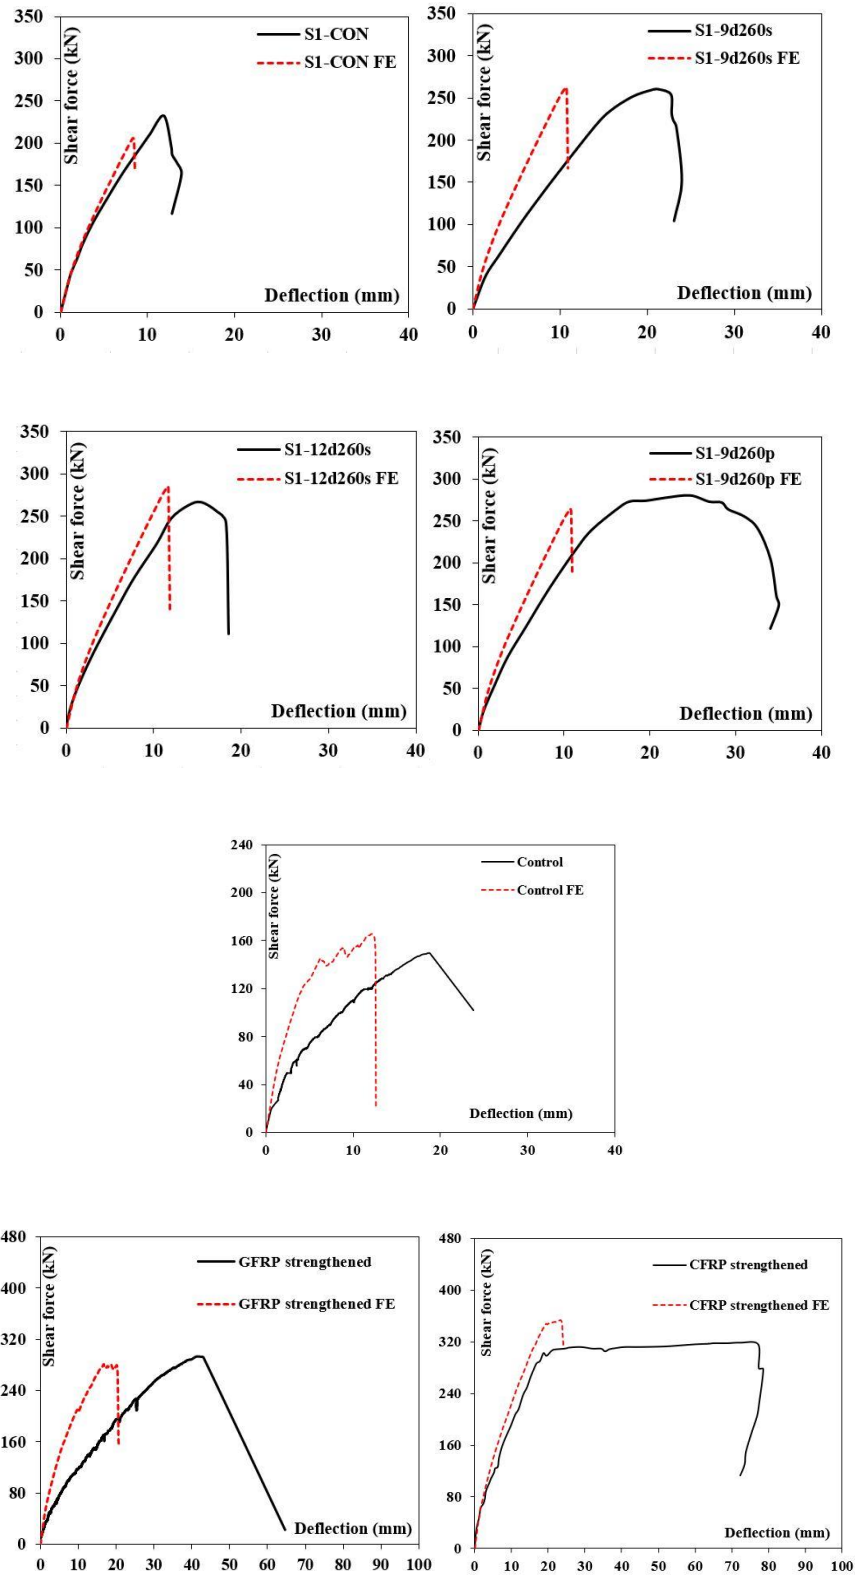 350
300
250
200
150
100
50
0
Shear force (kN)
S1-CON
S1-CON FE
Deflection (mm)
0 10 20 30 40
350
300
250
200
150
100
50
0
Shear force (kN)
S1-9d260s
S1-9d260s FE
Deflection (mm)
0 10 20 30 40
350
300
250
200
150
100
50
0
Shear force (kN)
S1-12d260s
S1-12d260s FE
Deflection (mm)
0 10 20 30 40
350
300
250
200
150
100
50
0
Shear force (kN)
S1-9d260p
S1-9d260p FE
Deflection (mm)
0 10 20 30 40
240
200
160
120
80
40
0
Shear force (kN)
Control
Control FE
Deflection (mm)
0 10 20 30 40
480
400
320
240
160
80
0
Shear force (kN)
GFRP strengthened
GFRP strengthened FE
Deflection (mm)
0 10 20 30 40 50 60 70 80 90 100
480
400
320
240
160
80
0
Shear force (kN)
CFRP strengthened
CFRP strengthened FE
Deflection (mm)
0 10 20 30 40 50 60 70 80 90 100